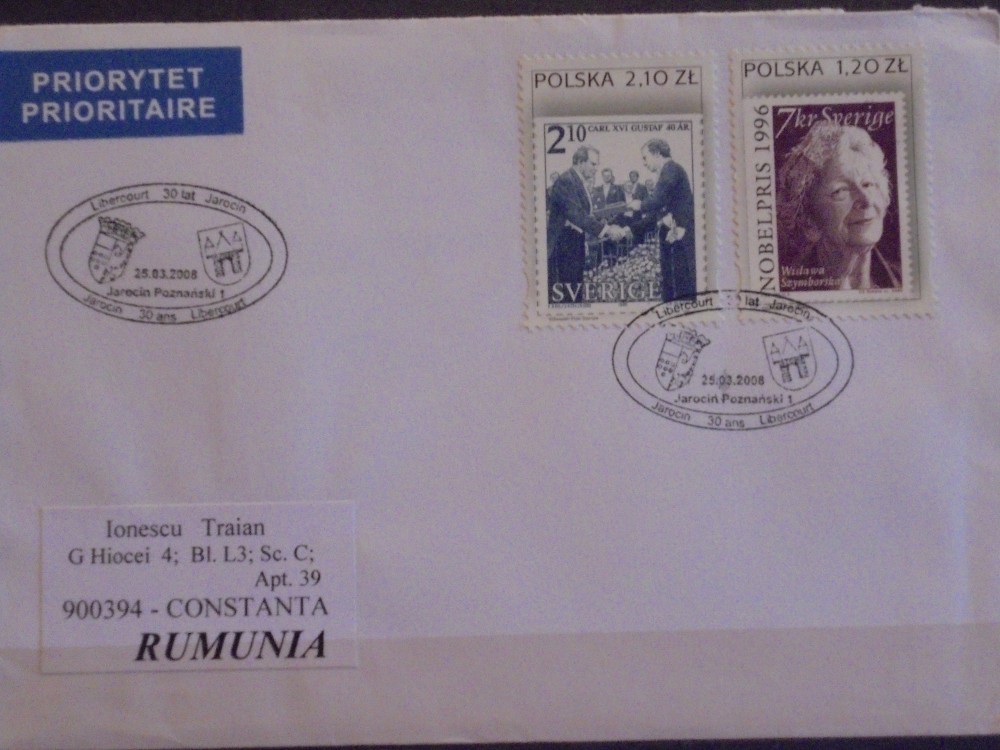 PRIORYTET
PRIORITAIRE
POLSKA 2,10 ZŁ
2 10 CARL XVI GUSTAF 40 ÅR
SVERIGE
POLSKA 1,20 ZŁ
7kr Sverige
NOBELPRIS 1996
Wisława
Szymborska
Libercourt 30 lat Jarocin
25.03.2008
Jarocin Poznański 1
Jarocin 30 ans Libercourt
Libercourt 30 lat Jarocin
25.03.2008
Jarocin Poznański 1
Jarocin 30 ans Libercourt
Ionescu Traian
G Hiocei 4; Bl. L3; Sc. C;
Apt. 39
900394 - CONSTANTA
RUMUNIA